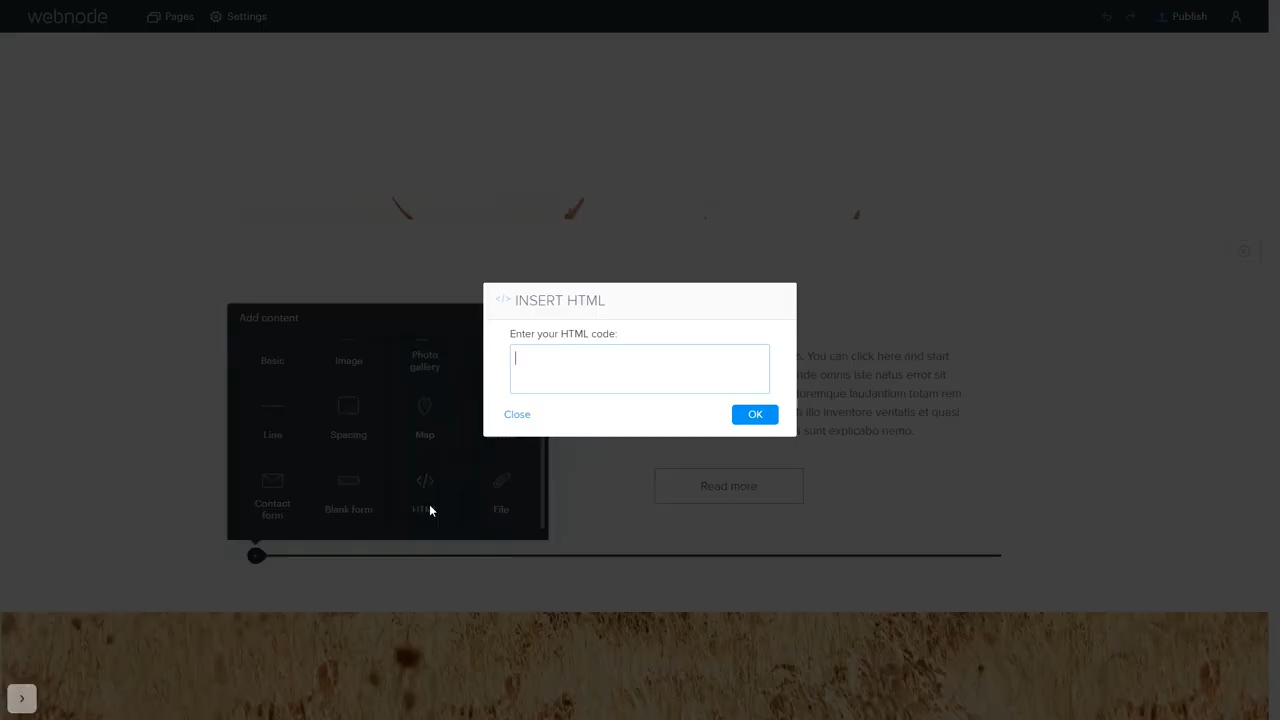 webnode
Pages
Settings
Publish
INSERT HTML
Enter your HTML code:
Close
OK
Add content
Basic
Image
Photo
gallery
Line
Spacing
Map
Contact
form
Blank form
File
You can click here and start
omnis iste natus error sit
doremque laudantium totam rem
illo inventore veritatis et quasi
sunt explicabo nemo.
Read more